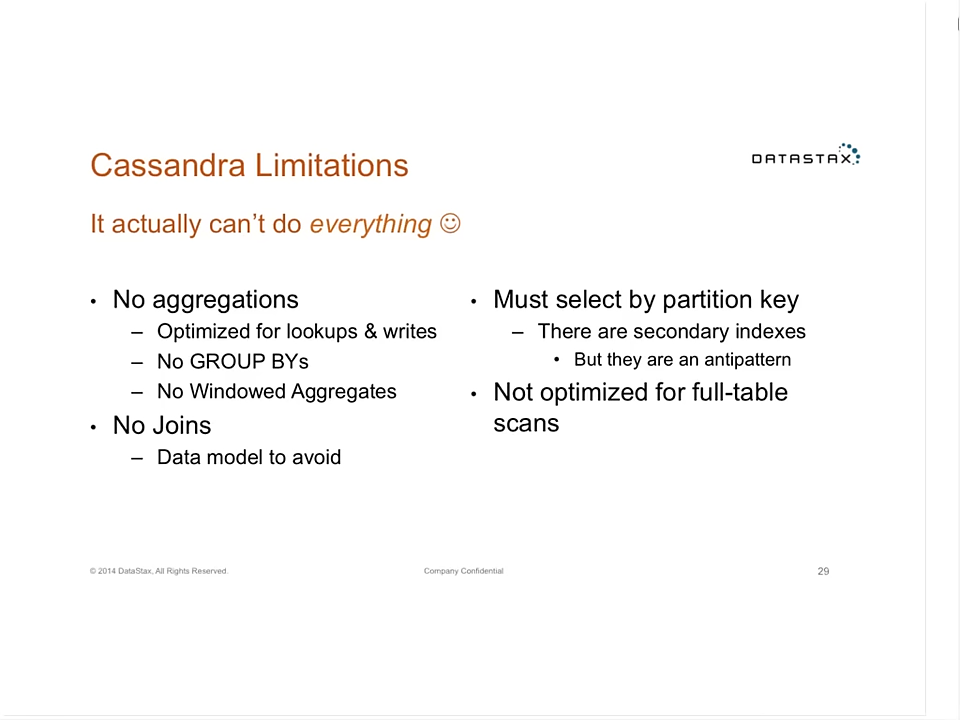 Cassandra Limitations
DATASTAX
It actually can’t do everything ☺
• No aggregations
– Optimized for lookups & writes
– No GROUP BYs
– No Windowed Aggregates
• No Joins
– Data model to avoid
• Must select by partition key
– There are secondary indexes
• But they are an antipattern
• Not optimized for full-table
scans
© 2014 DataStax, All Rights Reserved.
Company Confidential
29